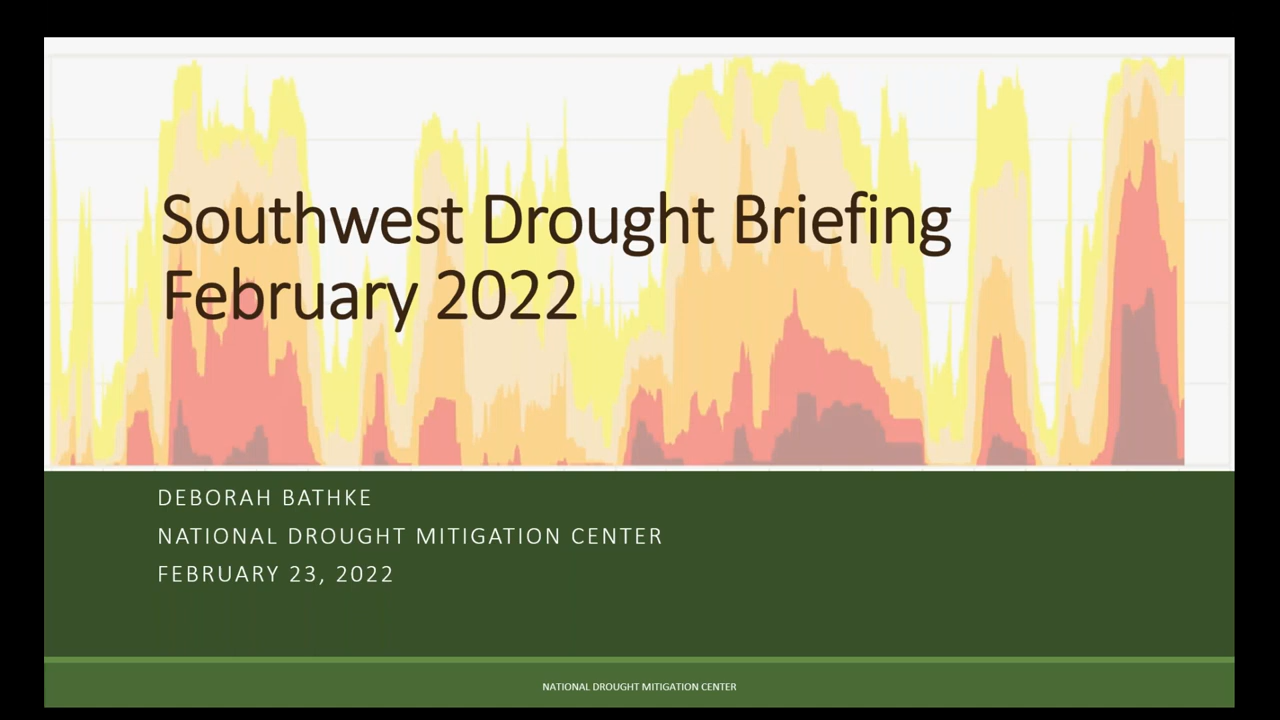 Southwest Drought Briefing
February 2022
DEBORAH BATHKE
NATIONAL DROUGHT MITIGATION CENTER
FEBRUARY 23, 2022
NATIONAL DROUGHT MITIGATION CENTER